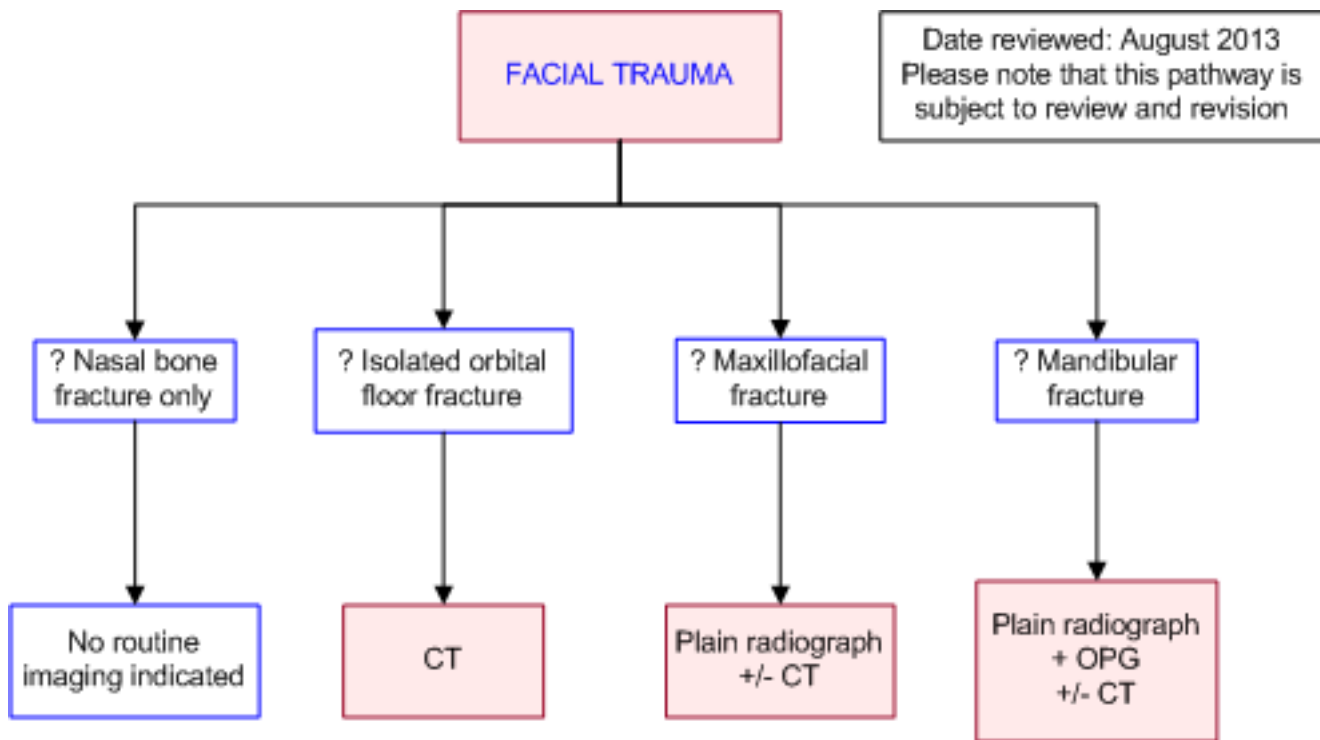 FACIAL TRAUMA
Date reviewed: August 2013
Please note that this pathway is
subject to review and revision
? Nasal bone
fracture only
? Isolated orbital
floor fracture
? Maxillofacial
fracture
? Mandibular
fracture
No routine
imaging indicated
CT
Plain radiograph
+/- CT
Plain radiograph
+ OPG
+/- CT